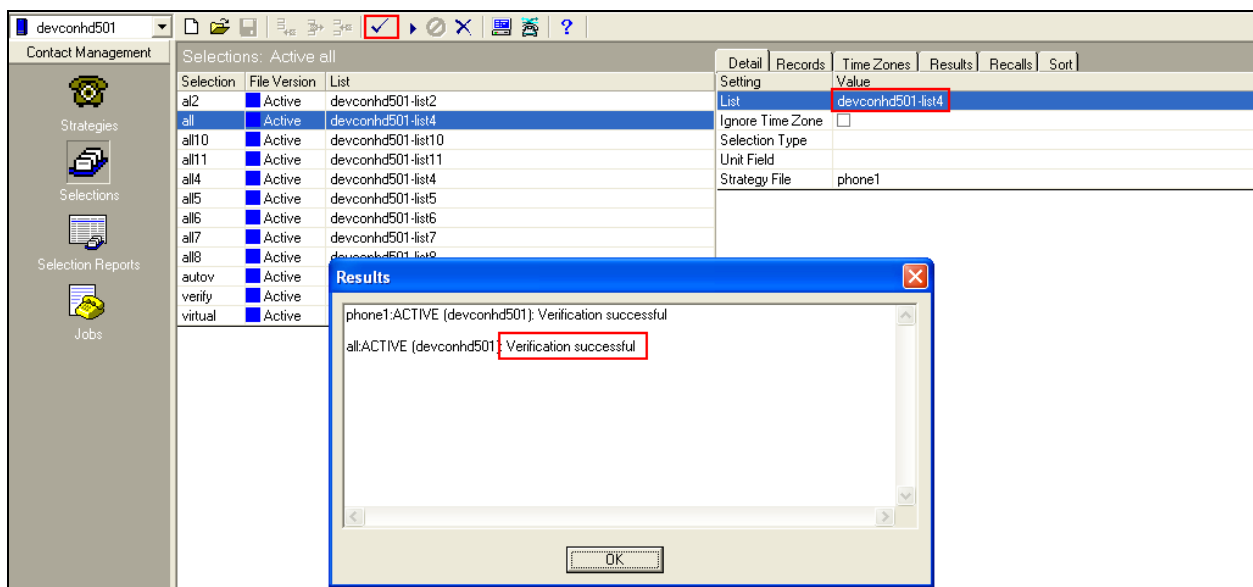 devconhd501
?
Contact Management
Strategies
Selections
Selection Reports
Jobs
Selections: Active all
Selection File Version List
al2 Active devconhd501-list2
all Active devconhd501-list4
all10 Active devconhd501-list10
all11 Active devconhd501-list11
all4 Active devconhd501-list4
all5 Active devconhd501-list5
all6 Active devconhd501-list6
all7 Active devconhd501-list7
all8 Active
autov Active
verify Active
virtual Active
Detail Records Time Zones Results Recalls Sort
Setting Value
List devconhd501-list4
Ignore Time Zone
Selection Type
Unit Field
Strategy File phone1
Results
phone1:ACTIVE (devconhd501): Verification successful
all:ACTIVE (devconhd501): Verification successful
OK